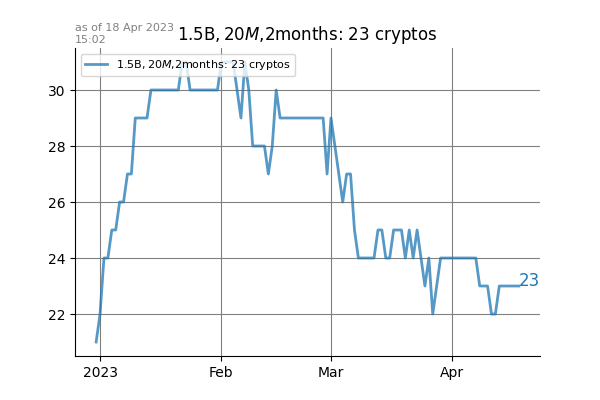 as of 18 Apr 2023
15:02
1.5B, 20M,2months: 23 cryptos
1.5B, 20M,2months: 23 cryptos
30
28
26
24
22
23
2023
Feb
Mar
Apr